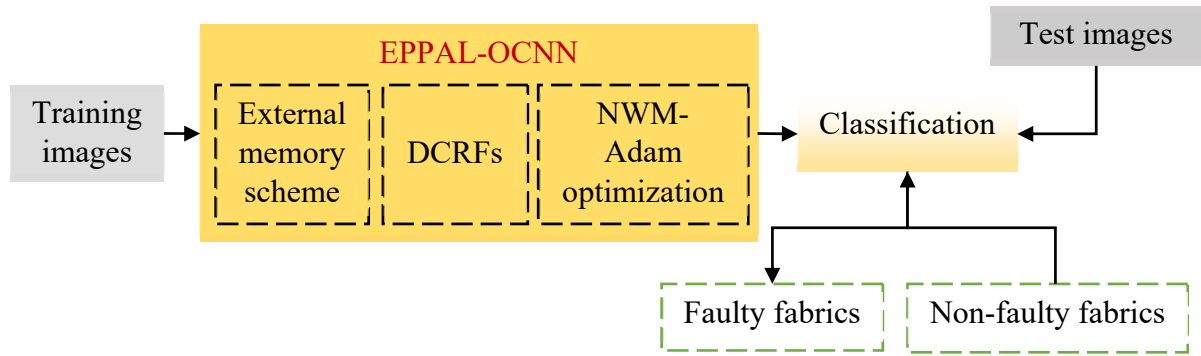 EPPAL-OCNN
Training
images
External
memory
scheme
DCRFs
NWM-
Adam
optimization
Classification
Test images
Faulty fabrics
Non-faulty fabrics